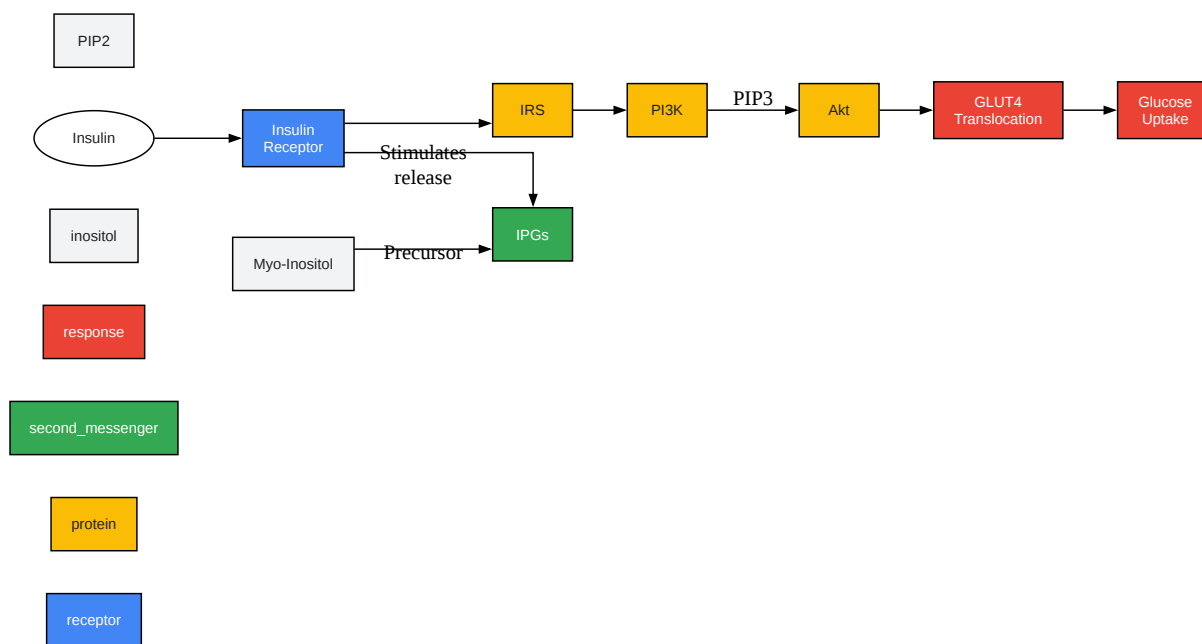 PIP2
Insulin
Insulin
Receptor
IRS
PI3K
PIP3
Akt
GLUT4
Translocation
Glucose
Uptake
Stimulates
release
IPGs
inositol
Myo-Inositol
Precursor
response
second_messenger
protein
receptor